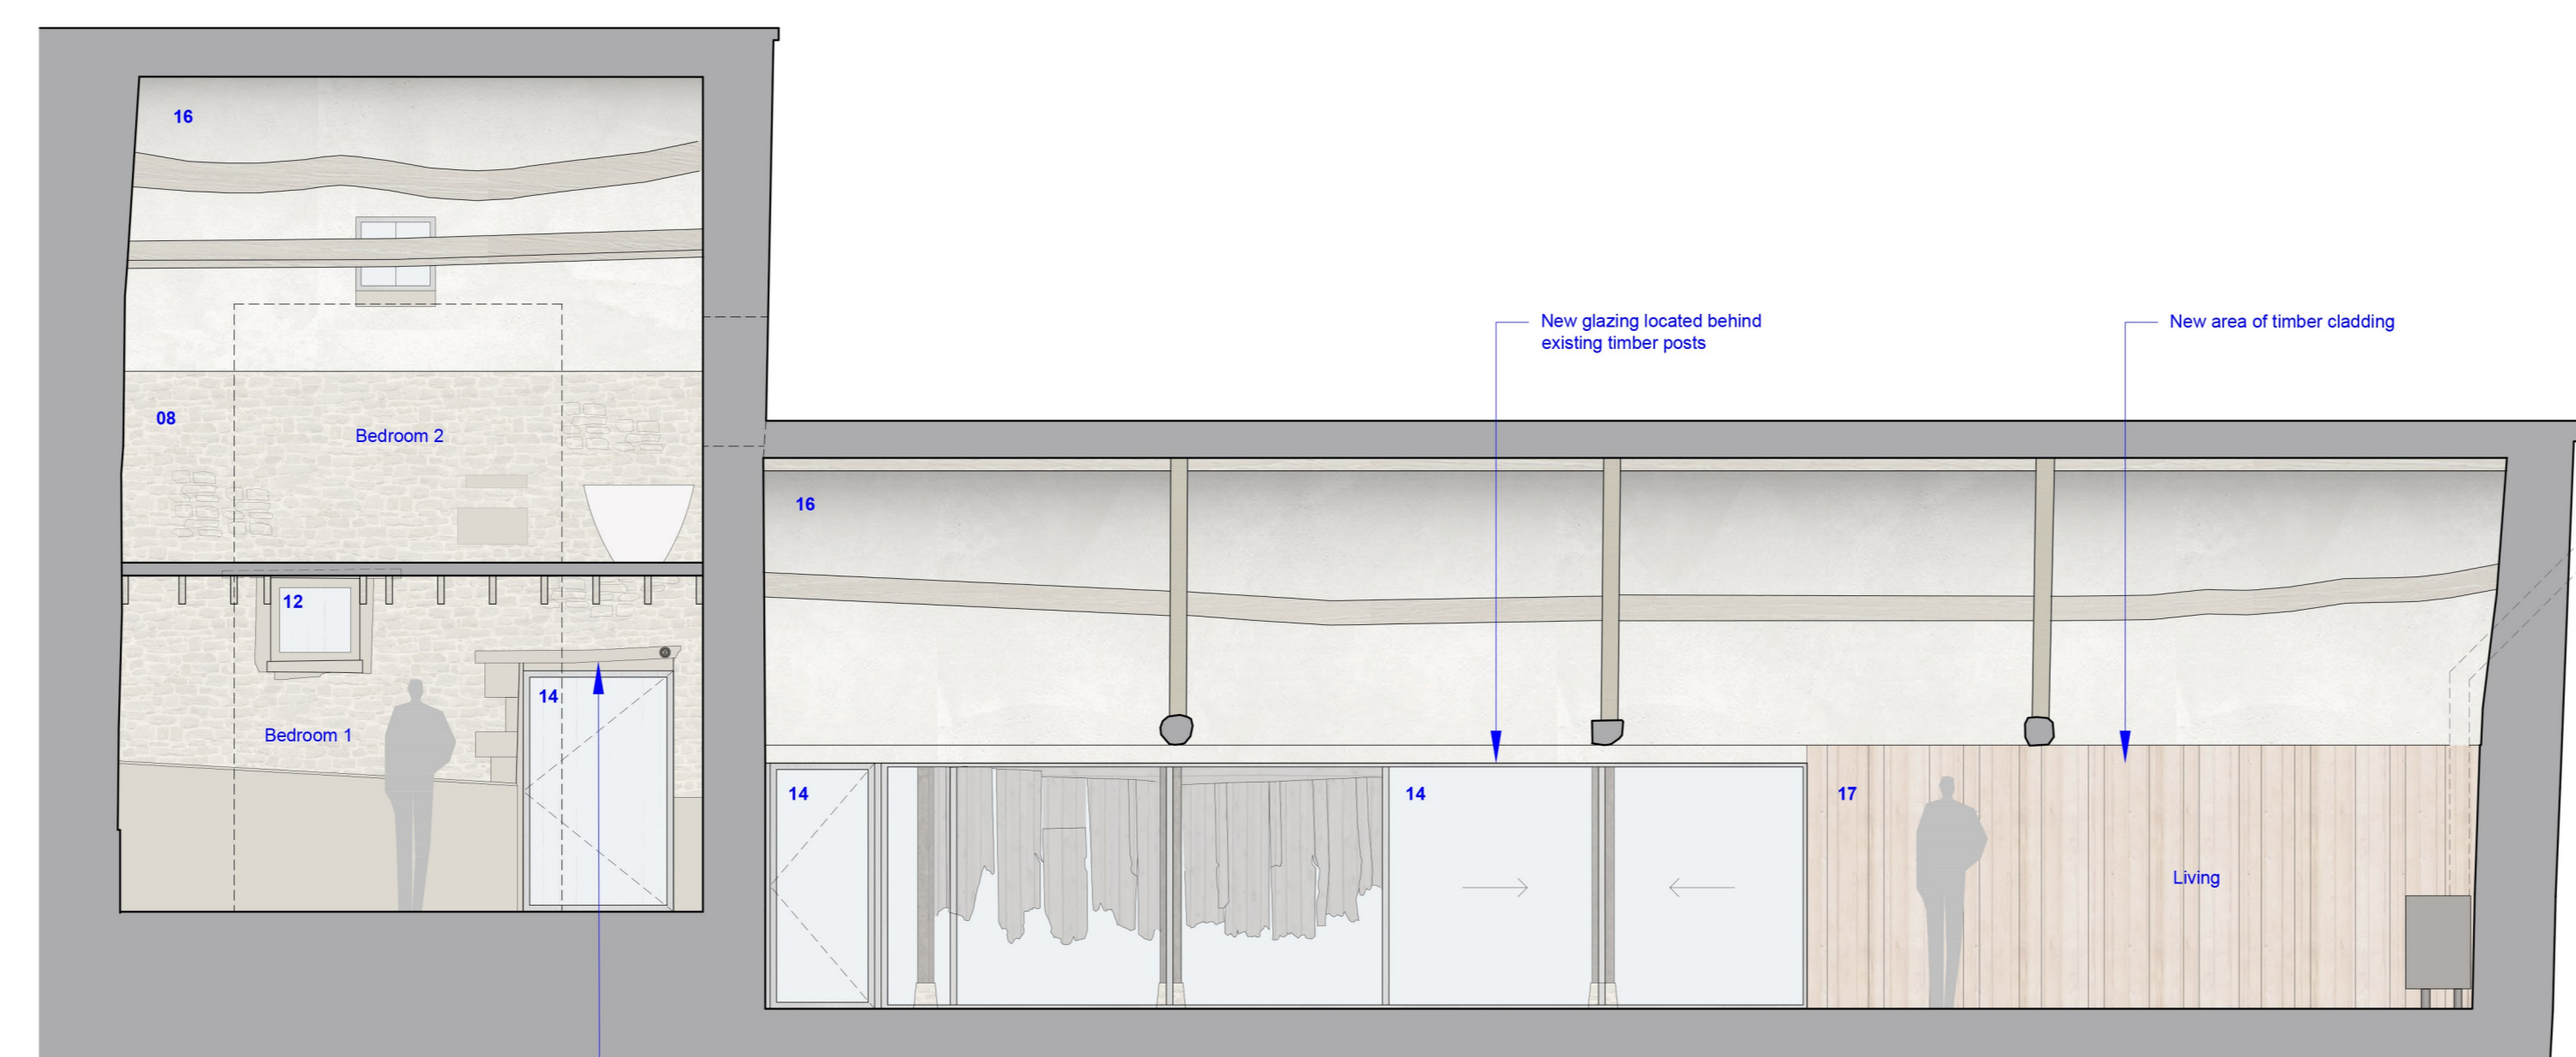 16
New glazing located behind
existing timber posts
New area of timber cladding
08
Bedroom 2
16
12
14
Bedroom 1
14
14
17
Living